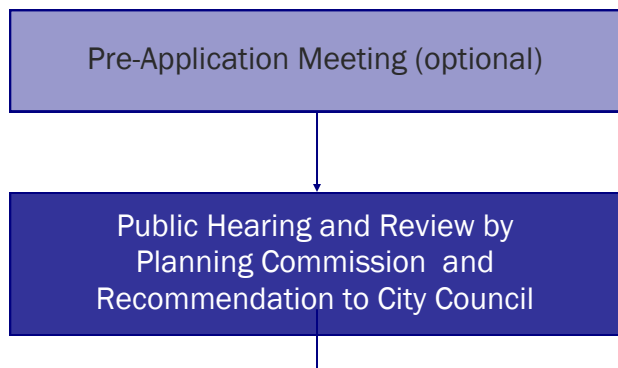 Pre-Application Meeting (optional)
Public Hearing and Review by
Planning Commission and
Recommendation to City Council